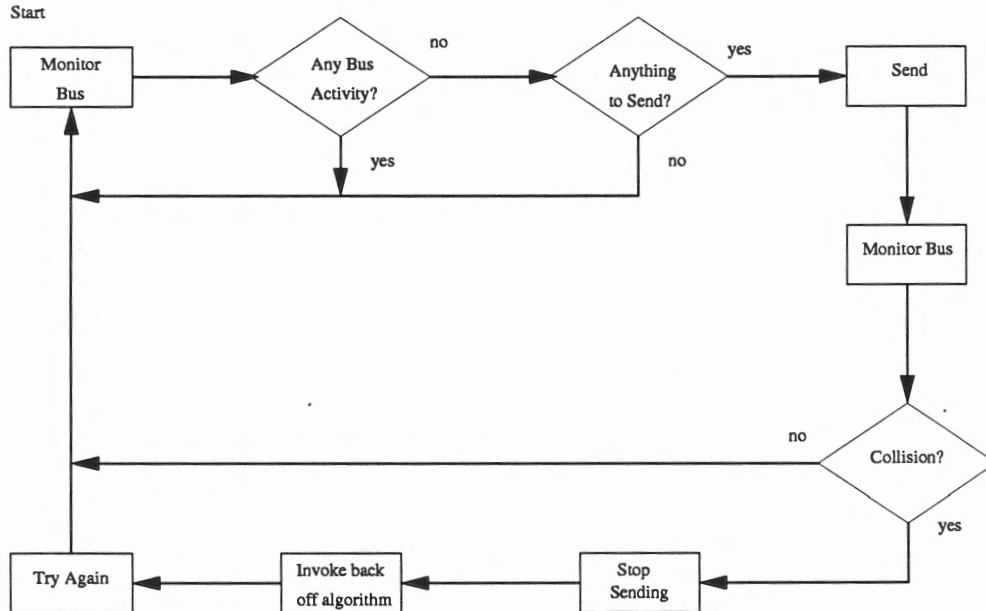 Start
Monitor
Bus
Any Bus
Activity?
no
yes
Anything
to Send?
yes
no
Send
Monitor Bus
Collision?
no
yes
Stop
Sending
Invoke back
off algorithm
Try Again